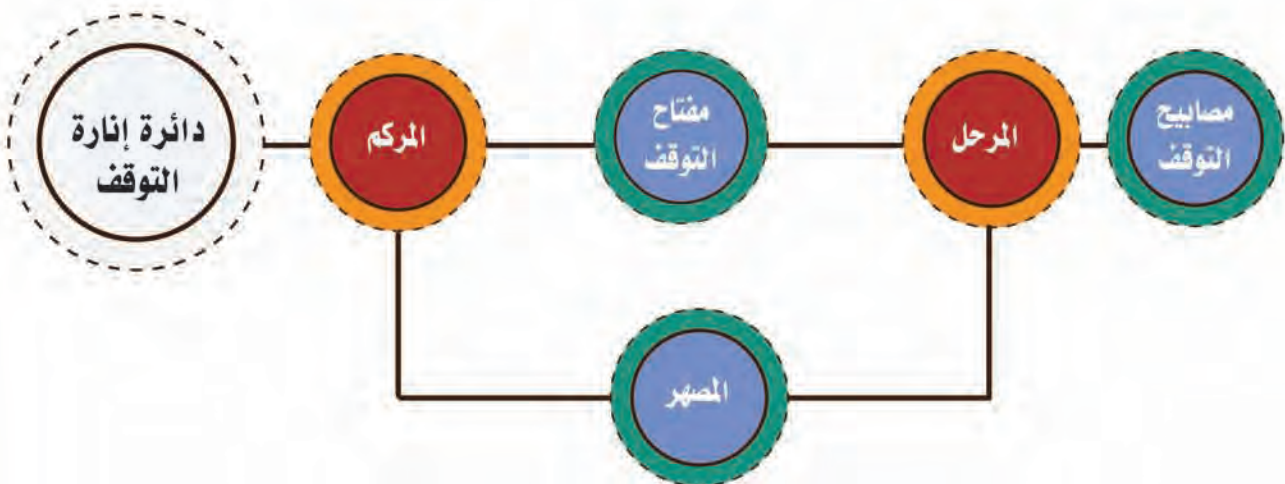 دائرة إنارة
التوقف
المركم
مفتاح
التوقف
المرحل
مصابيح
التوقف
المصهر